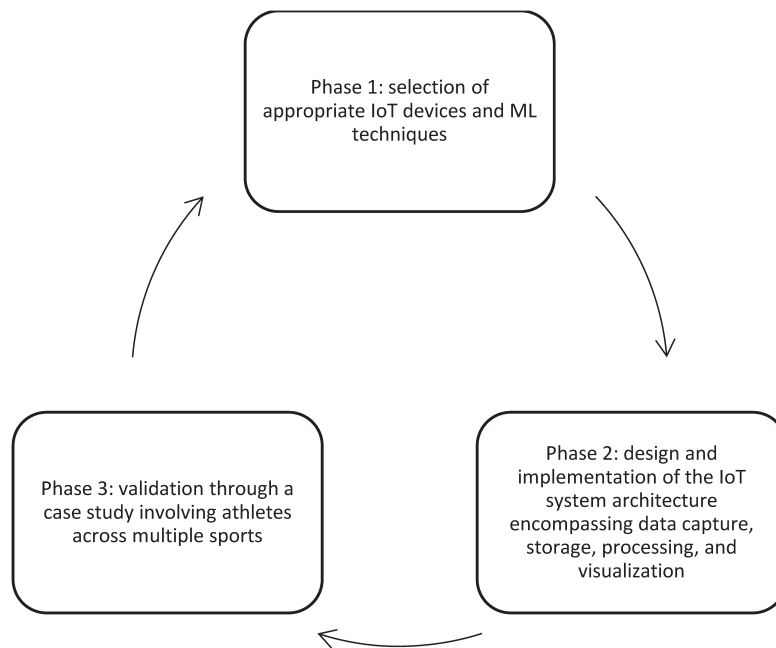 Phase 1: selection of
appropriate IoT devices and ML
techniques
Phase 2: design and
implementation of the IoT
system architecture
encompassing data capture,
storage, processing, and
visualization
Phase 3: validation through a
case study involving athletes
across multiple sports